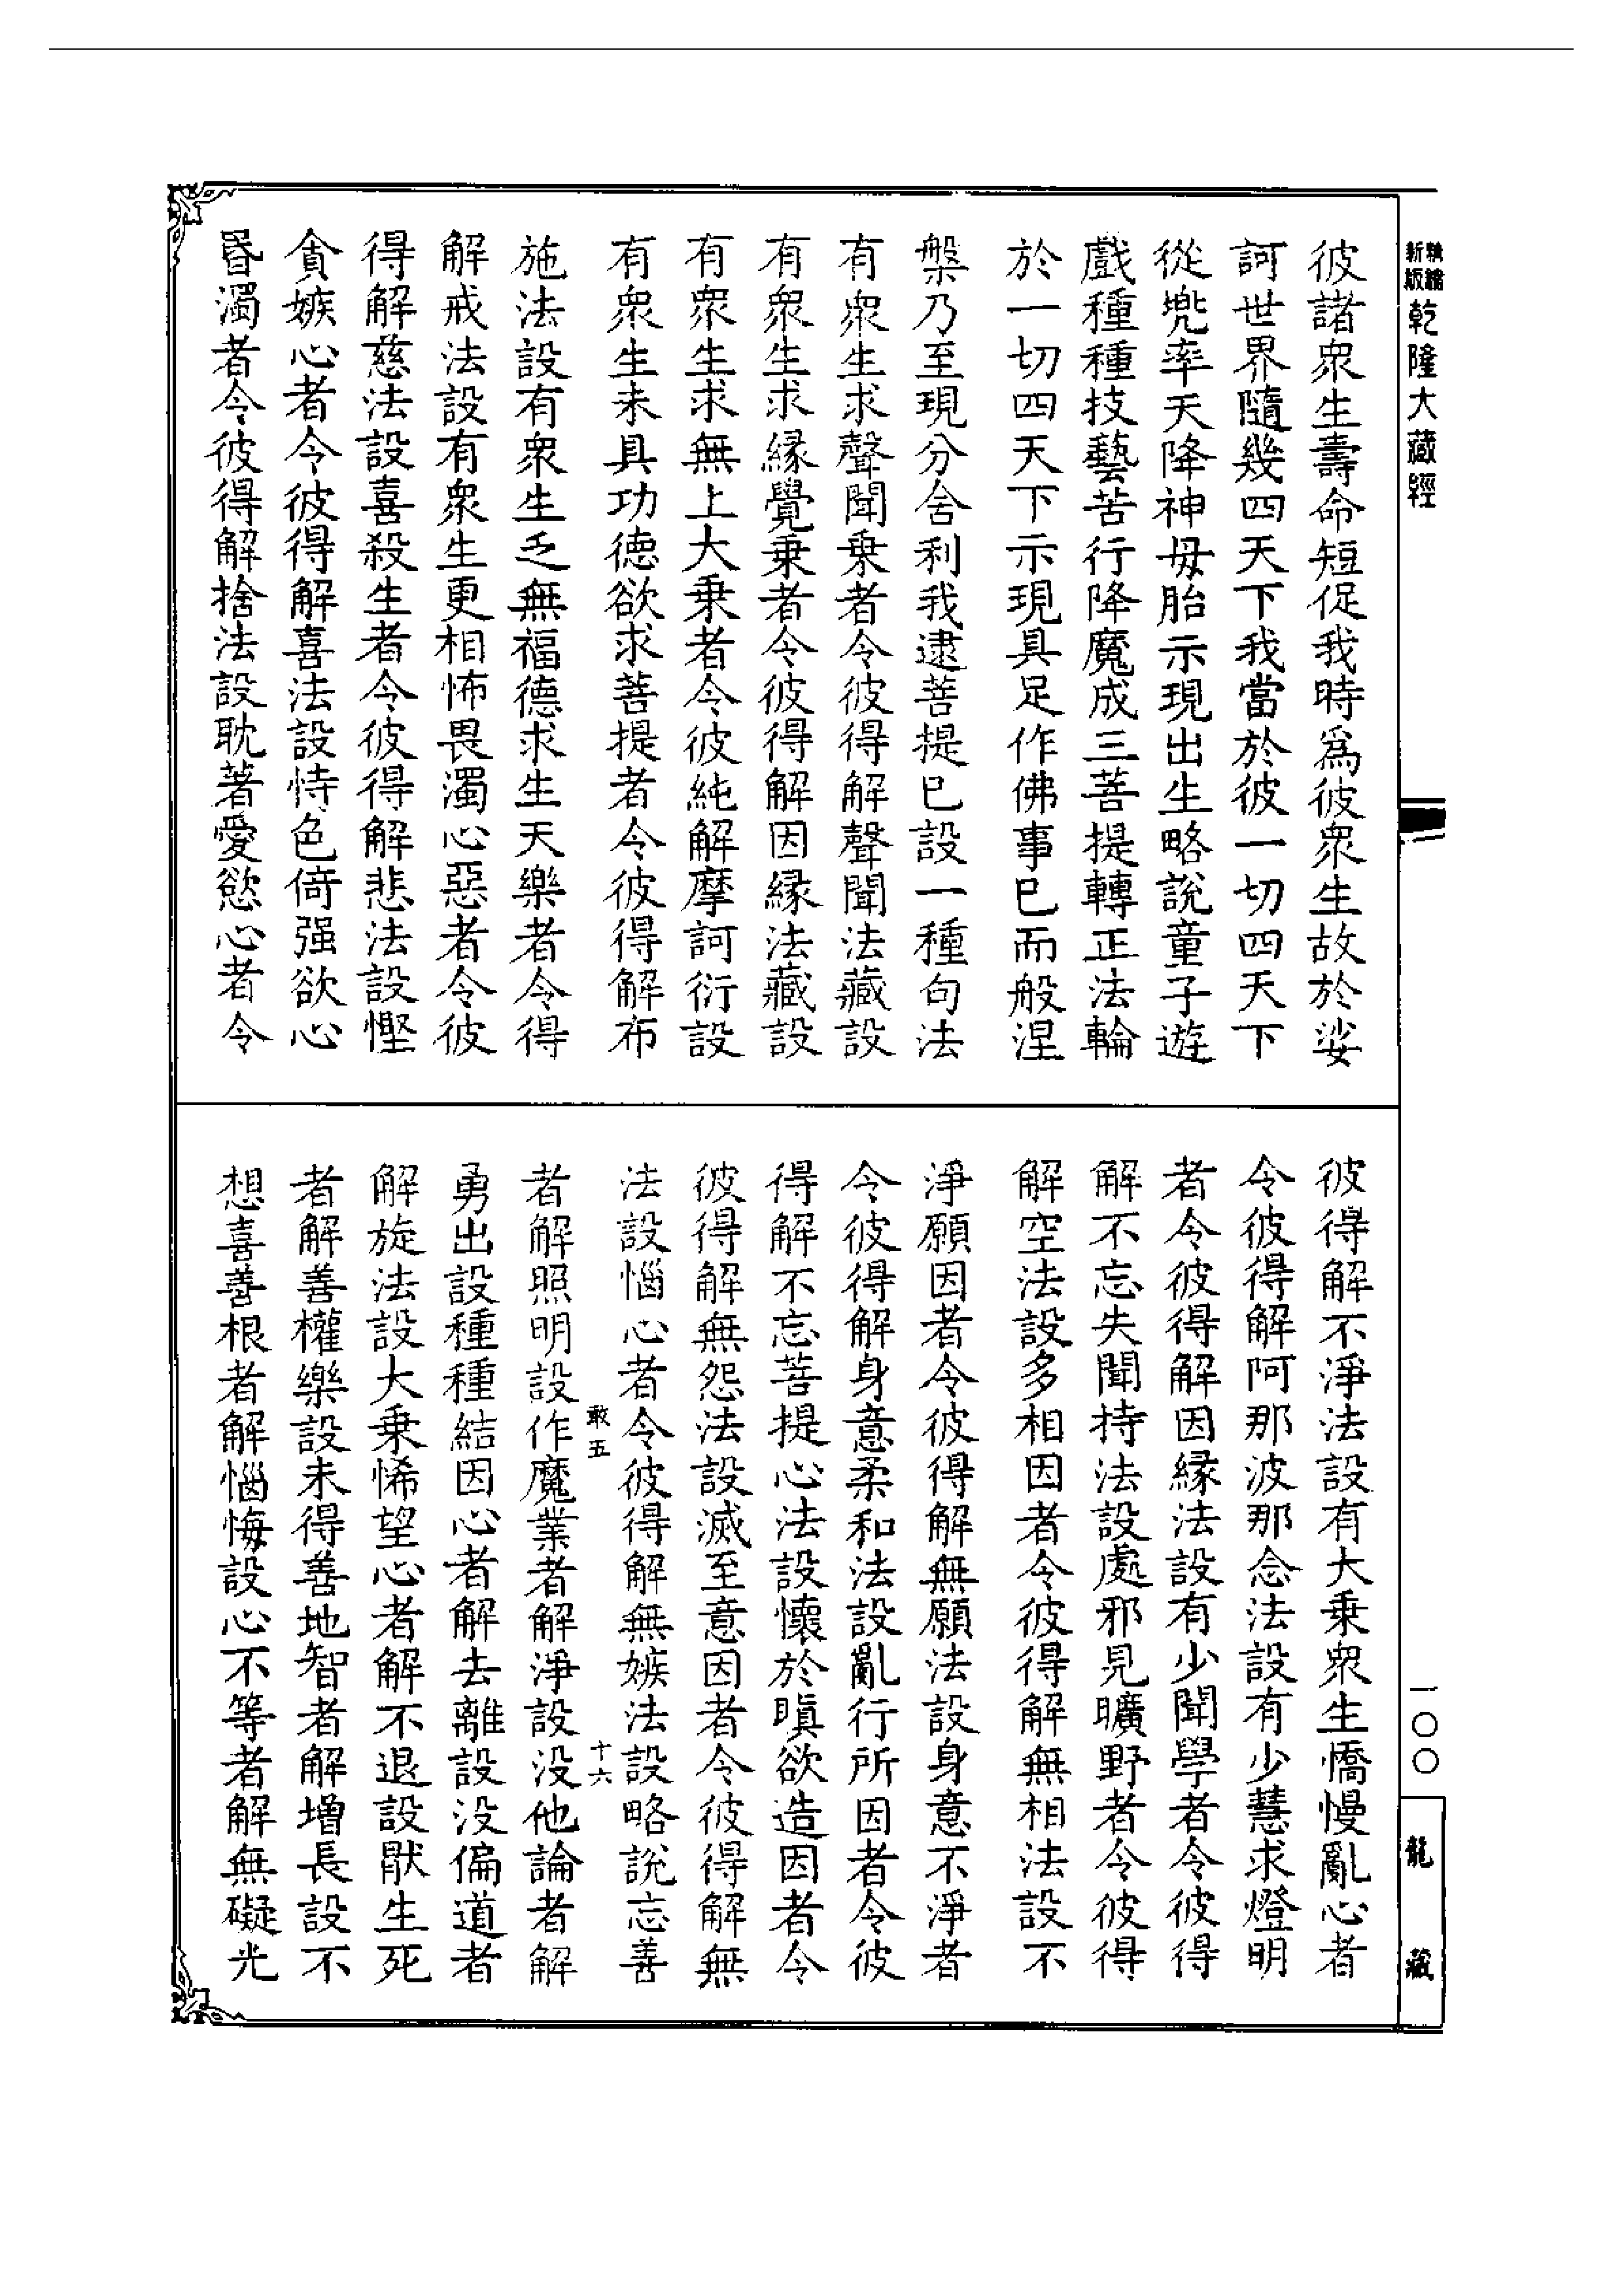 新版精縮乾隆大藏經
彼諸衆生壽命短促我時爲彼衆生故於娑
訶世界隨幾四天下我當於彼一切四天下
從兜率天降神母胎示現出生略說童子遊
戲種種技藝苦行降魔成三菩提轉正法輪
於一切四天下示現具足作佛事已而般涅
槃乃至現分舍利我逮菩提已設一種句法
有衆生求聲聞乗者令彼得解聲聞法藏設
有衆生求緣覺乗者令彼得解因緣法藏設
有衆生求無上大乗者令彼純解摩訶衍設
有衆生未具功德欲求菩提者令彼得解布
施法設有衆生乏無福德求生天樂者令得
解戒法設有衆生更相怖畏濁心惡者令彼
得解慈法設喜殺生者令彼得解悲法設慳
貪嫉心者令彼得解喜法設恃色倚强欲心
昏濁者令彼得解捨法設耽著愛慾心者令
彼得解不淨法設有大乗衆生憍慢亂心者
令彼得解阿那波那念法設有少慧求燈明
者令彼得解因緣法設有少聞學者令彼得
解不忘失聞持法設處邪見曠野者令彼得
解空法設多相因者令彼得解無相法設不
淨願因者令彼得解無願法設身意不淨者
令彼得解身意柔和法設亂行所因者令彼
得解不忘菩提心法設懷於瞋欲造因者令
彼得解無怨法設滅至意因者令彼得解無
法設惱心者令彼得解無嫉法設略說忘善
敢五 十六
者解照明設作魔業者解淨設没他論者解
勇出設種種結因心者解去離設没偏道者
解旋法設大乗悕望心者解不退設猒生死
者解善權樂設未得善地智者解增長設不
想喜善根者解惱悔設心不等者解無礙光
一〇〇
龍藏